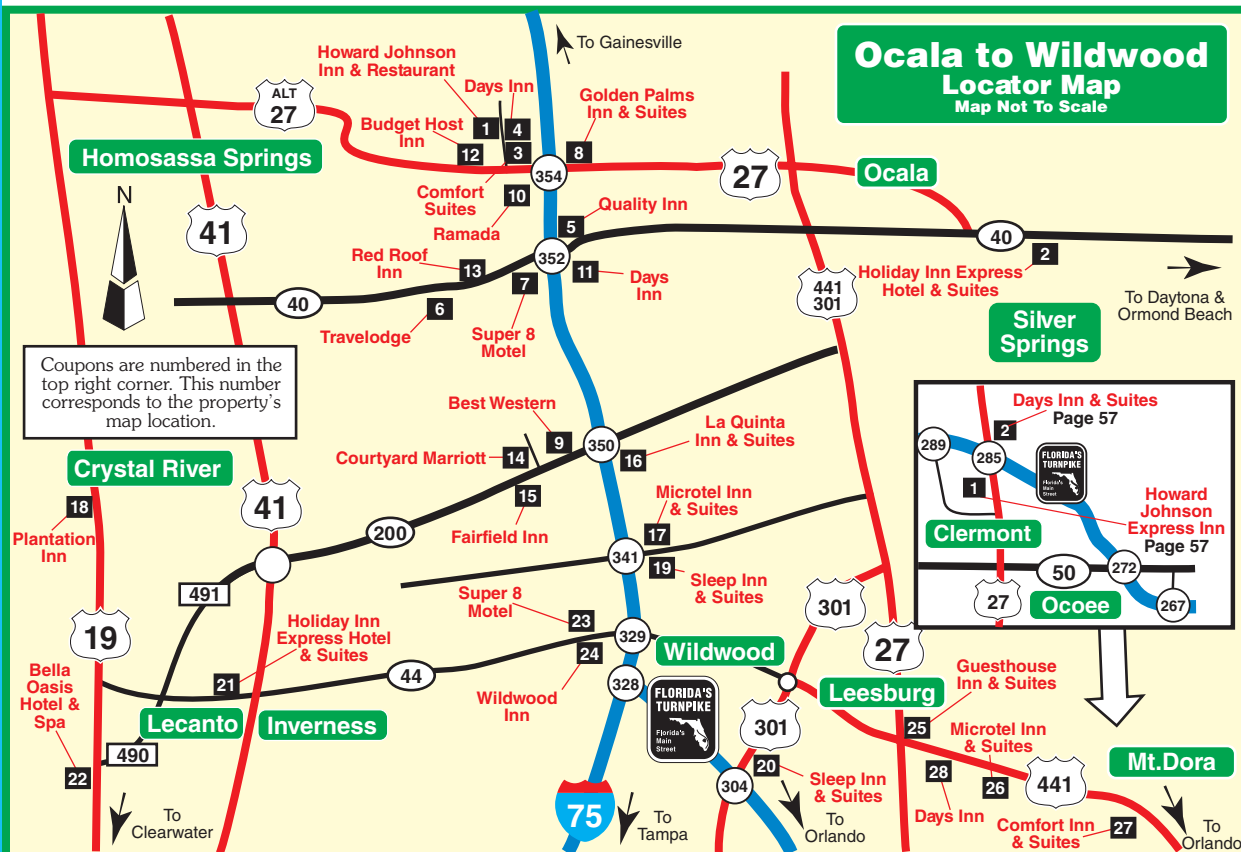 Ocala to Wildwood
Locator Map
Map Not To Scale
To Gainesville
Howard Johnson
Inn & Restaurant
Days Inn
Golden Palms
Inn & Suites
ALT
27
1
4
Budget Host
Inn
12
3
8
Homosassa Springs
354
27
Ocala
Comfort
Suites
10
Ramada
N
41
5
Quality Inn
40
Red Roof
Inn
13
352
11
Days
Inn
2
Holiday Inn Express
Hotel & Suites
7
441
301
To Daytona &
Ormond Beach
40
6
Travelodge
Super 8
Motel
Silver
Springs
Coupons are numbered in the
top right corner. This number
corresponds to the property's
map location.
Best Western
9
350
La Quinta
Inn & Suites
16
Courtyard Marriott
14
15
Fairfield Inn
Crystal River
18
Plantation
Inn
41
200
Microtel Inn
& Suites
17
341
19
Sleep Inn
& Suites
491
Super 8
Motel
23
329
301
19
Holiday Inn
Express Hotel
& Suites
21
44
24
Wildwood
Inn
328
Wildwood
27
Leesburg
Guesthouse
Inn & Suites
25
Bella
Oasis
Hotel &
Spa
22
Lecanto
Inverness
490
FLORIDA'S
TURNPIKE
Florida's
Main
Street
301
20
Sleep Inn
& Suites
304
Microtel Inn
& Suites
26
28
Days Inn
441
Mt.Dora
Comfort Inn
& Suites
27
To
Clearwater
75
To
Tampa
To
Orlando
To
Orlando
Days Inn & Suites
Page 57
2
289
285
FLORIDA'S
TURNPIKE
Florida's
Main
Street
1
Howard
Johnson
Express Inn
Page 57
Clermont
50
272
27
Ocoee
267